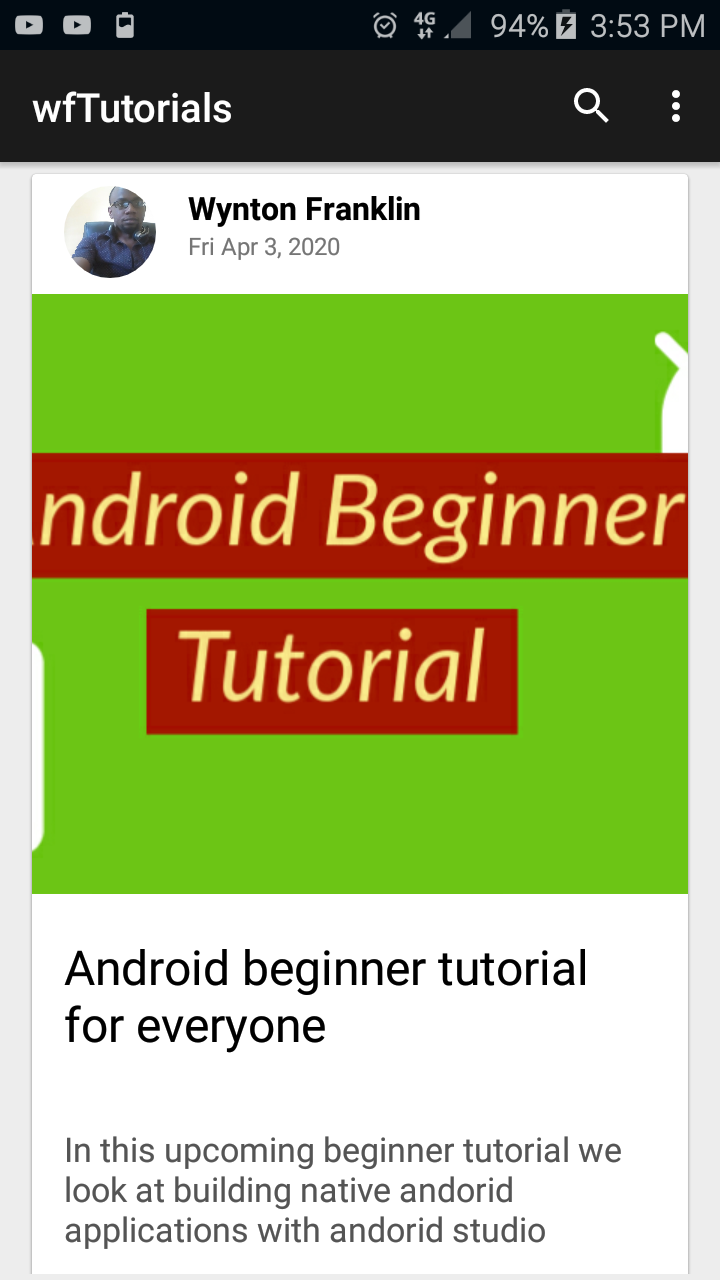 4G 94% 3:53 PM
wfTutorials
Wynton Franklin
Fri Apr 3, 2020
ndroid Beginner
Tutorial
Android beginner tutorial
for everyone
In this upcoming beginner tutorial we
look at building native andorid
applications with andorid studio